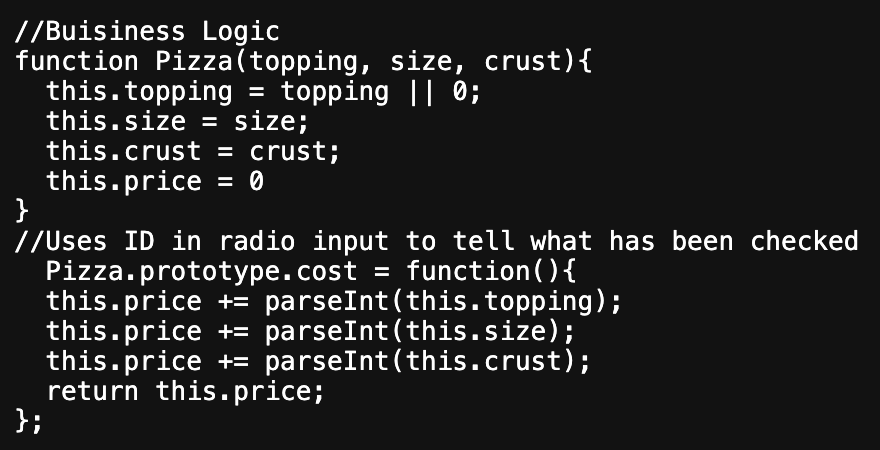 //Buisiness Logic
function Pizza(topping, size, crust){
  this.topping = topping || 0;
  this.size = size;
  this.crust = crust;
  this.price = 0
}
//Uses ID in radio input to tell what has been checked
  Pizza.prototype.cost = function(){
  this.price += parseInt(this.topping);
  this.price += parseInt(this.size);
  this.price += parseInt(this.crust);
  return this.price;
};